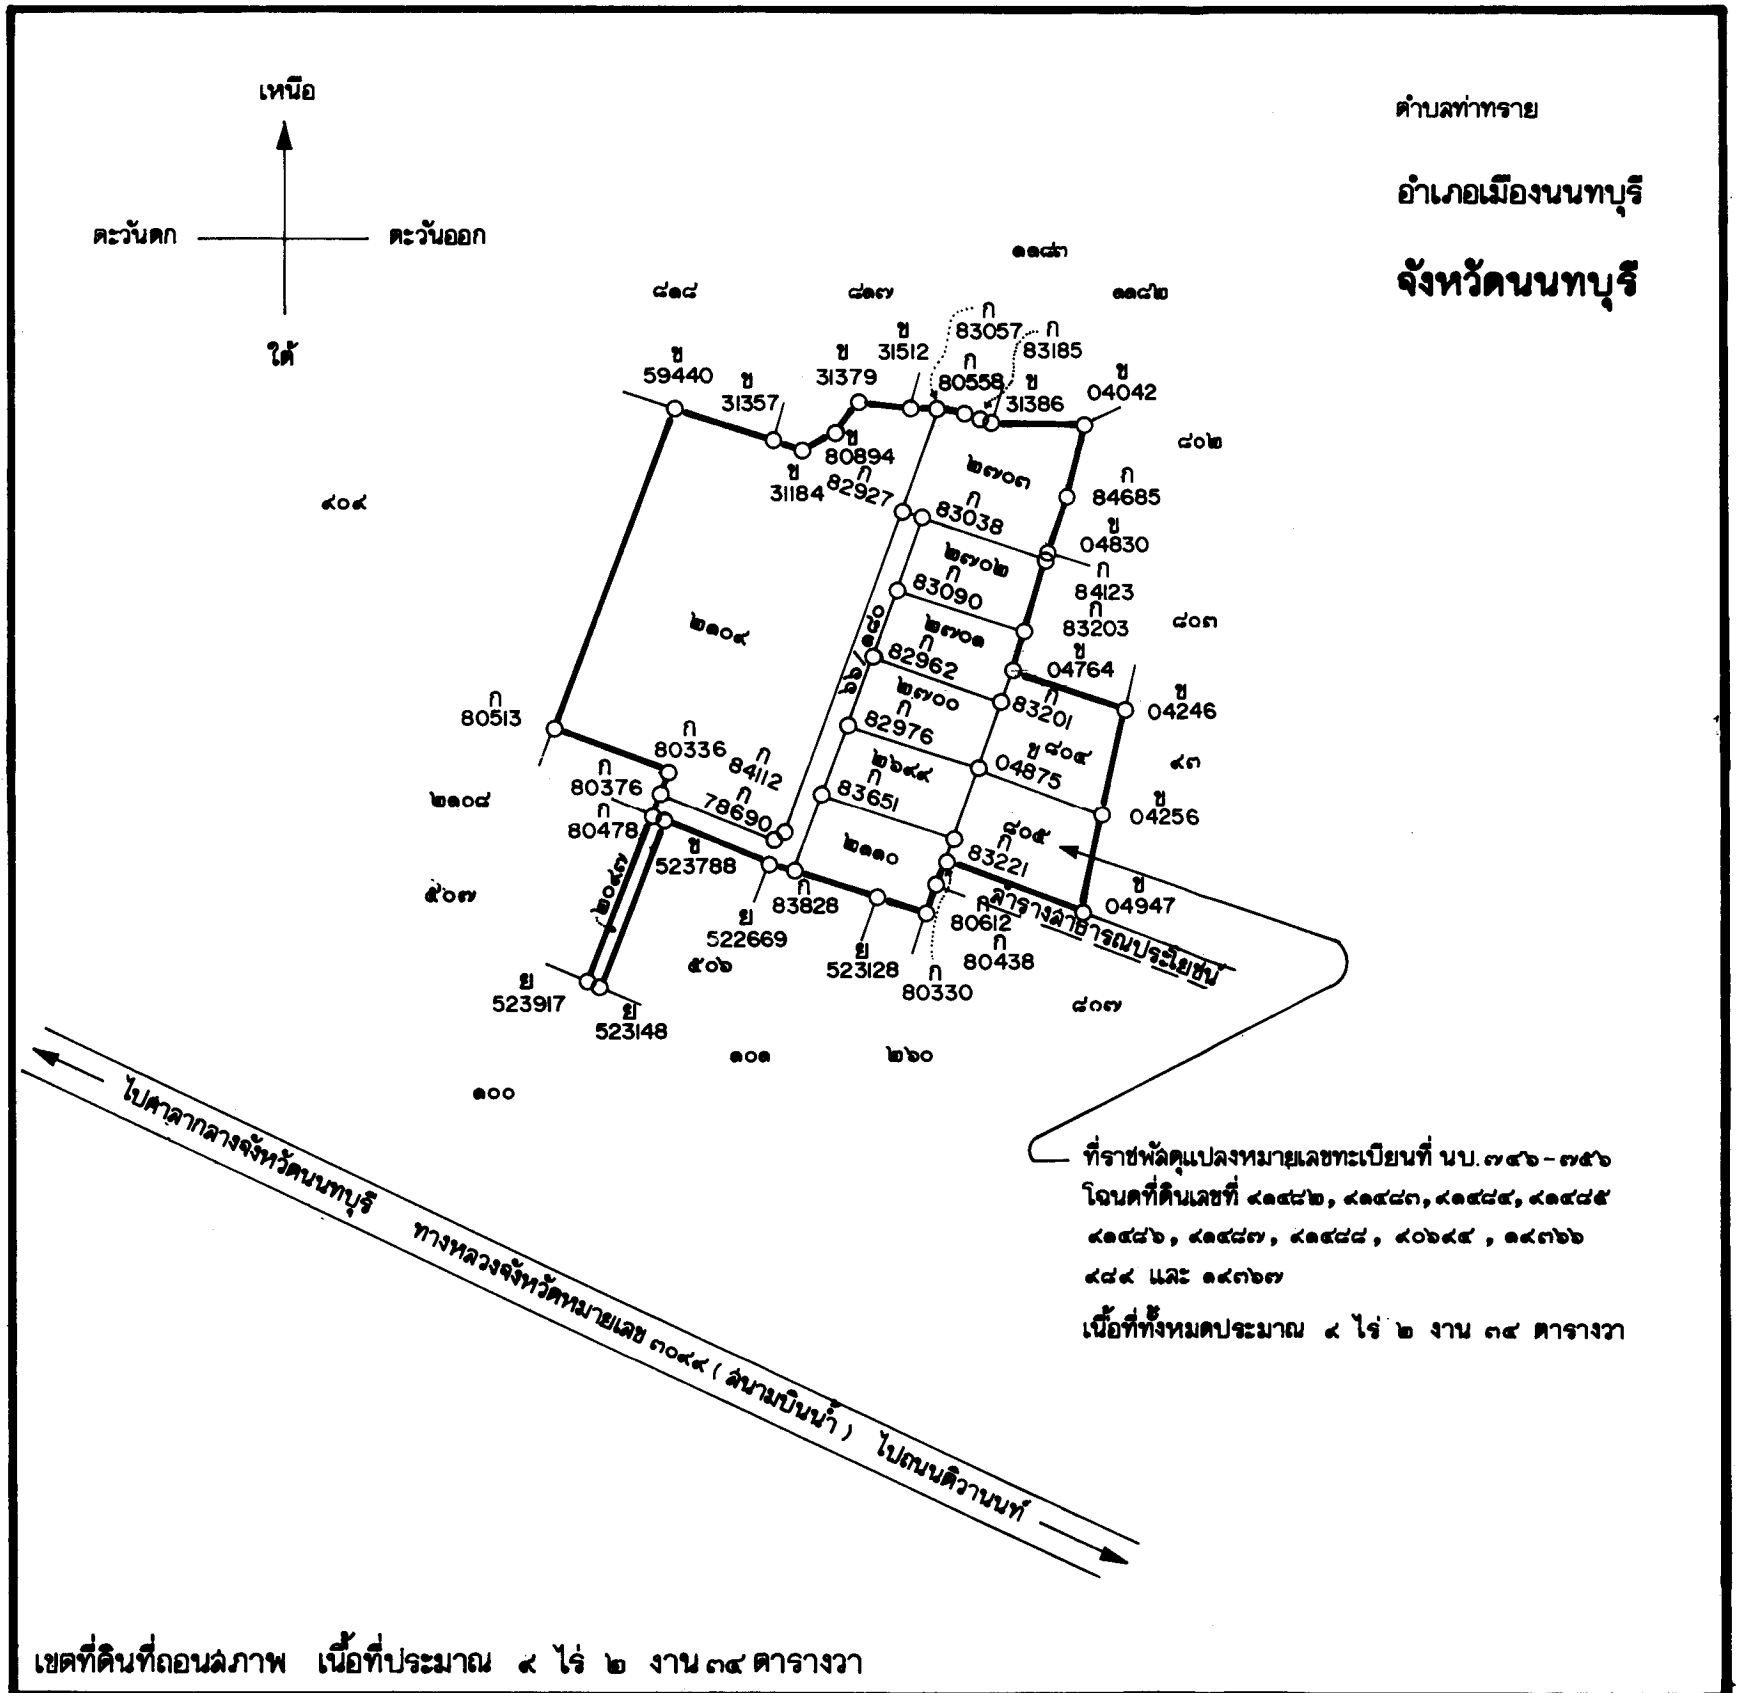 เหนือ
ตะวันตก
ตะวันออก
ใต้
ตำบลท่าทราย
อำเภอเมืองนนทบุรี
จังหวัดนนทบุรี
๑๑๘๓
๘๑๘
๘๑๗
๑๑๘๒
ก
83057
ก
83185
ข
31512
ข
31379
ก
80558
ข
31386
ข
04042
ข
59440
ข
31357
ข
80894
ข
31184
ก
82927
๒๗๐๓
๘๐๒
ก
84685
ก
83038
ข
04830
๒๗๐๒
ก
84123
ก
83090
ก
83203
๘๐๓
๒๗๐๑
ก
82962
ข
04764
๒๗๐๐
ก
83201
ข
04246
ก
82976
ข
04875
๘๐๔
๙๓
ก
83651
ข
04256
๘๐๕
๒๑๑๐
ก
83221
ข
04947
๒๑๐๙
ก
80513
ก
80336
ก
84112
ก
80376
ก
78690
๒๑๐๘
ก
80478
ข
523788
๕๐๗
ก
83828
ย
522669
๕๐๖
ย
523128
ก
80612
ก
80438
ก
80330
ลำรางสาธารณประโยชน์
๘๐๗
ย
523917
ย
523148
๑๐๑
๒๖๐
๑๐๐
ไปศาลากลางจังหวัดนนทบุรี ทางหลวงจังหวัดหมายเลข ๓๐๙๙ (สนามบินน้ำ) ไปถนนติวานนท์
ที่ราชพัสดุแปลงหมายเลขทะเบียนที่ นบ.๗๔๖-๗๕๖
โฉนดที่ดินเลขที่ ๙๑๔๘๒, ๙๑๔๘๓, ๙๑๔๘๔, ๙๑๔๘๕
๙๑๔๘๖, ๙๑๔๘๗, ๙๑๔๘๘, ๙๐๖๙๔, ๑๙๓๖๖
๙๘๙ และ ๑๙๓๖๗
เนื้อที่ทั้งหมดประมาณ ๙ ไร่ ๒ งาน ๓๔ ตารางวา
เขตที่ดินที่ถอนสภาพ เนื้อที่ประมาณ ๙ ไร่ ๒ งาน ๓๔ ตารางวา